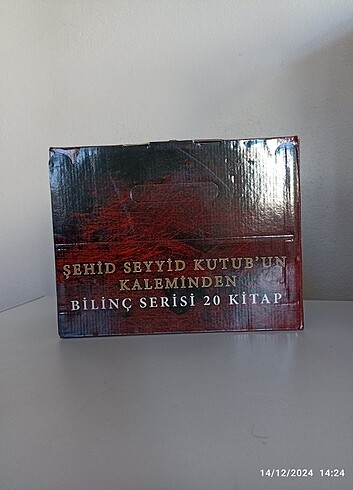 ŞEHİD SEYYİD KUTUB'UN
KALEMİNDEN
BİLİNÇ SERİSİ 20 KİTAP
14/12/2024 14:24